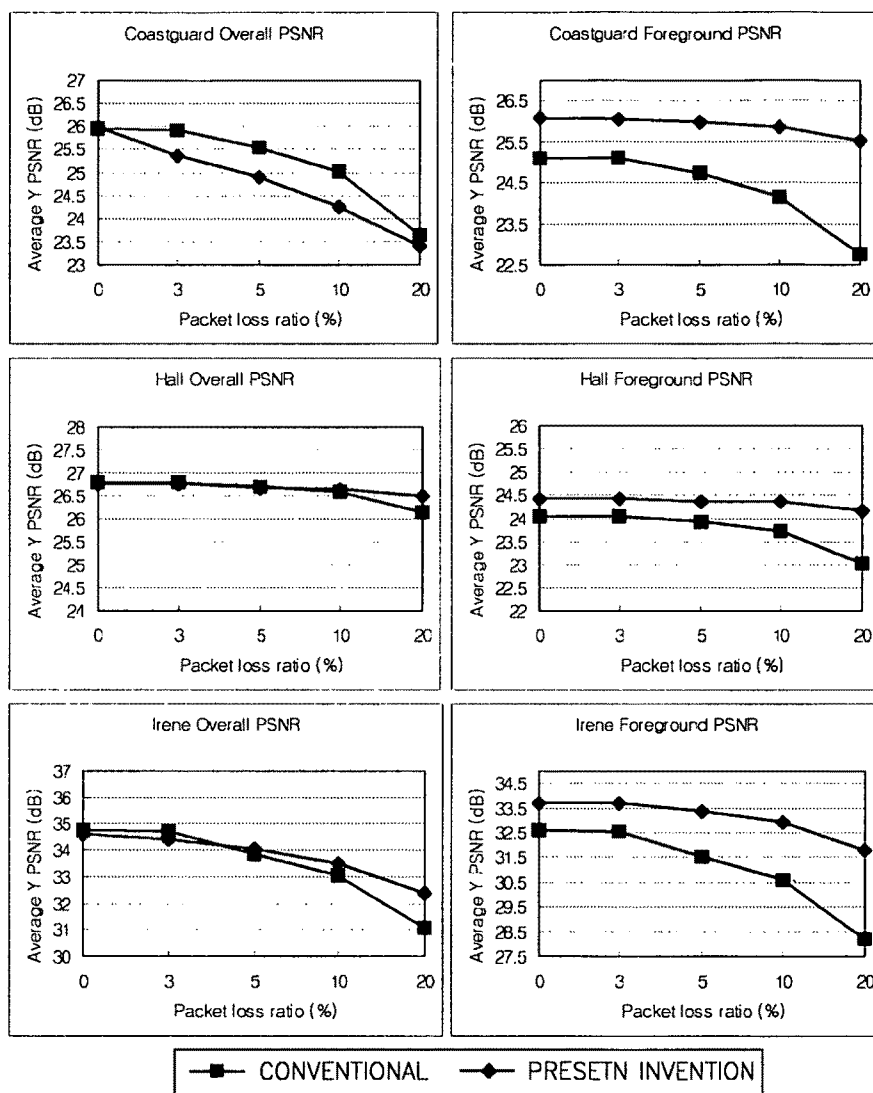 Coastguard Overall PSNR
Average Y PSNR (dB)
27
26.5
26
25.5
25
24.5
24
23.5
23
0 3 5 10 20
Packet loss ratio (%)
Coastguard Foreground PSNR
Average Y PSNR (dB)
26.5
25.5
24.5
23.5
22.5
0 3 5 10 20
Packet loss ratio (%)
Hall Overall PSNR
Average Y PSNR (dB)
28
27.5
27
26.5
26
25.5
25
24.5
24
0 3 5 10 20
Packet loss ratio (%)
Hall Foreground PSNR
Average Y PSNR (dB)
26
25.5
25
24.5
24
23.5
23
22.5
22
0 3 5 10 20
Packet loss ratio (%)
Irene Overall PSNR
Average Y PSNR (dB)
37
36
35
34
33
32
31
30
0 3 5 10 20
Packet loss ratio (%)
Irene Foreground PSNR
Average Y PSNR (dB)
34.5
33.5
32.5
31.5
30.5
29.5
28.5
27.5
0 3 5 10 20
Packet loss ratio (%)
CONVENTIONAL PRESETN INVENTION